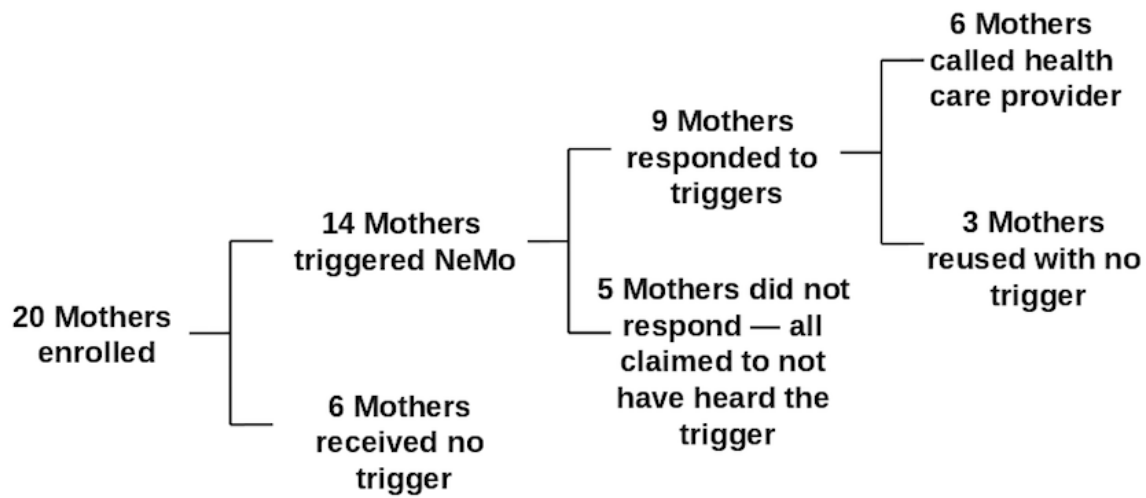 20 Mothers
enrolled
14 Mothers
triggered NeMo
6 Mothers
received no
trigger
9 Mothers
responded to
triggers
5 Mothers did not
respond — all
claimed to not
have heard the
trigger
6 Mothers
called health
care provider
3 Mothers
reused with no
trigger